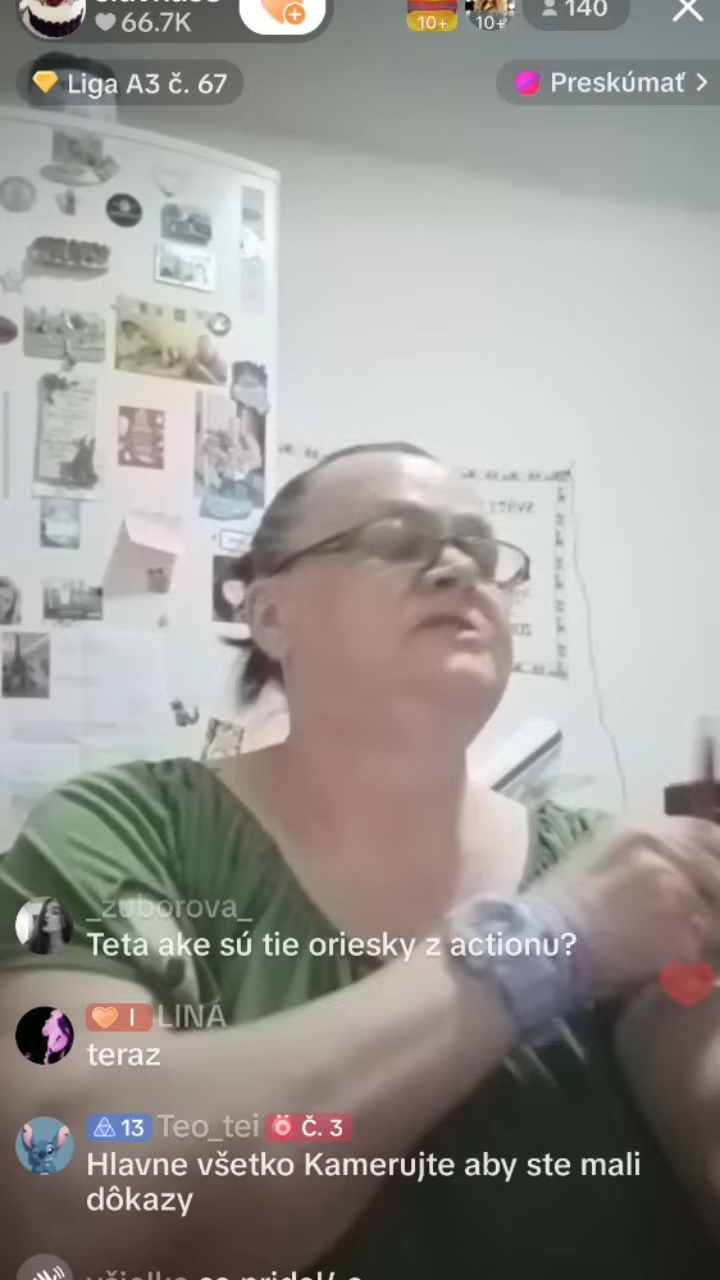 66.7K
10+
10+
140
Liga A3 č. 67
Preskúmať
_zuborova_
Teta ake sú tie oriesky z actionu?
I LINA
teraz
13 Teo_tei Č. 3
Hlavne všetko Kamerujte aby ste mali
dôkazy